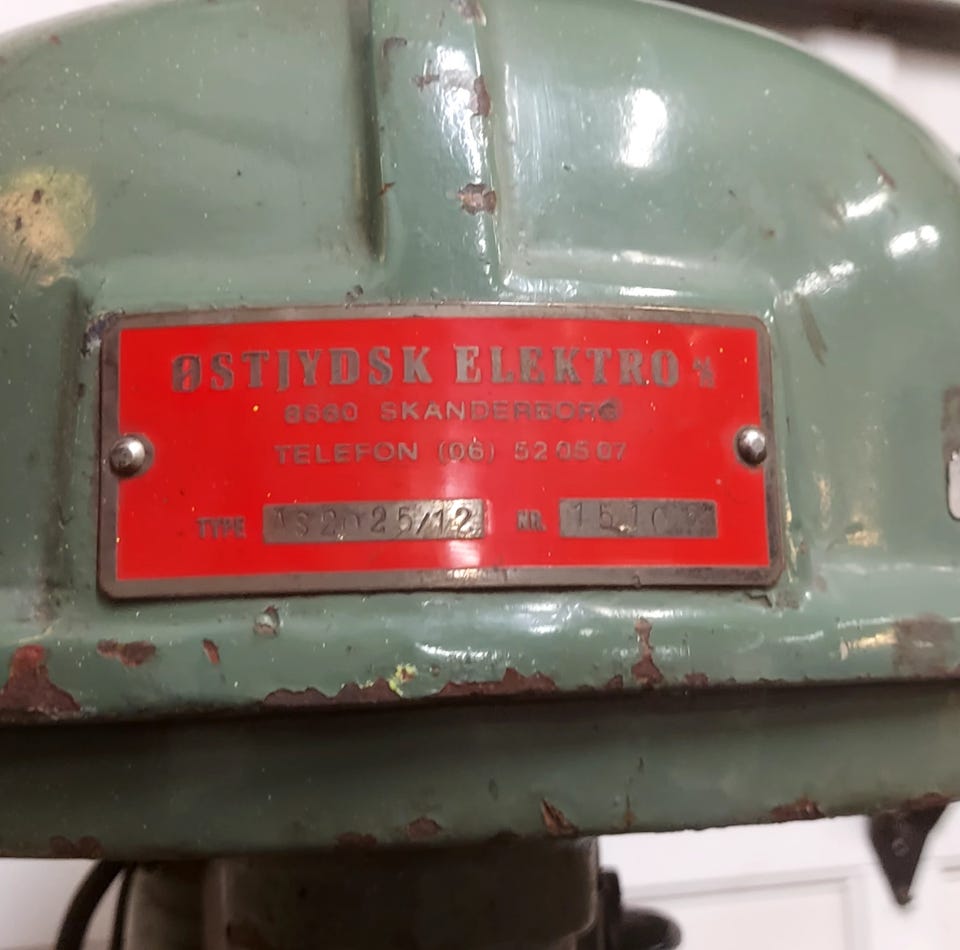 ØSTJYDSK ELEKTRO A/S
8660 SKANDERBORG
TELEFON (06) 52 05 07
TYPE NR.